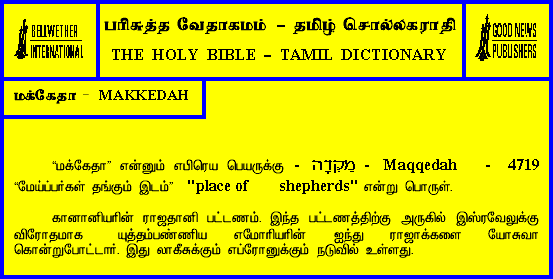 BELLWETHER
INTERNATIONAL
பரிசுத்த வேதாகமம் – தமிழ் சொல்லகராதி
THE HOLY BIBLE – TAMIL DICTIONARY
GOOD NEWS
PUBLISHERS
மக்கேதா – MAKKEDAH
“மக்கேதா” என்னும் எபிரெய பெயருக்கு - מַקֵּדָה - Maqqedah - 4719
“மேய்ப்பர்கள் தங்கும் இடம்” "place of shepherds" என்று பொருள்.
கானானியரின் ராஜதானி பட்டணம். இந்த பட்டணத்திற்கு அருகில் இஸ்ரவேலுக்கு
விரோதமாக யுத்தம்பண்ணிய எமோரியரின் ஐந்து ராஜாக்களை யோசுவா
கொன்றுபோட்டார். இது லாகீசுக்கும் எப்ரோனுக்கும் நடுவில் உள்ளது.